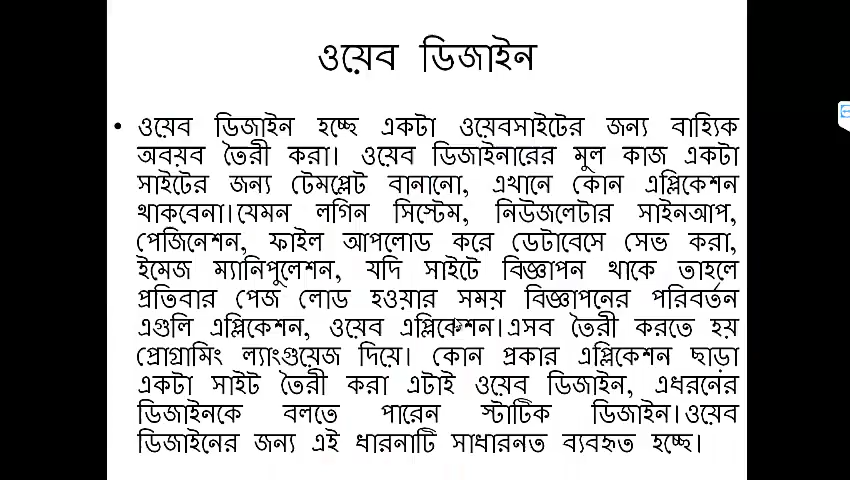 ওয়েব ডিজাইন
• ওয়েব ডিজাইন হচ্ছে একটা ওয়েবসাইটের জন্য বাহ্যিক
অবয়ব তৈরী করা। ওয়েব ডিজাইনারের মুল কাজ একটা
সাইটের জন্য টেমপ্লেট বানানো, এখানে কোন এপ্লিকেশন
থাকবেনা।যেমন লগিন সিস্টেম, নিউজলেটার সাইনআপ,
পেজিনেশন, ফাইল আপলোড করে ডেটাবেসে সেভ করা,
ইমেজ ম্যানিপুলেশন, যদি সাইটে বিজ্ঞাপন থাকে তাহলে
প্রতিবার পেজ লোড হওয়ার সময় বিজ্ঞাপনের পরিবর্তন
এগুলি এপ্লিকেশন, ওয়েব এপ্লিকেশন।এসব তৈরী করতে হয়
প্রোগ্রামিং ল্যাংগুয়েজ দিয়ে। কোন প্রকার এপ্লিকেশন ছাড়া
একটা সাইট তৈরী করা এটাই ওয়েব ডিজাইন, এধরনের
ডিজাইনকে বলতে পারেন স্টাটিক ডিজাইন।ওয়েব
ডিজাইনের জন্য এই ধারনাটি সাধারনত ব্যবহৃত হচ্ছে।